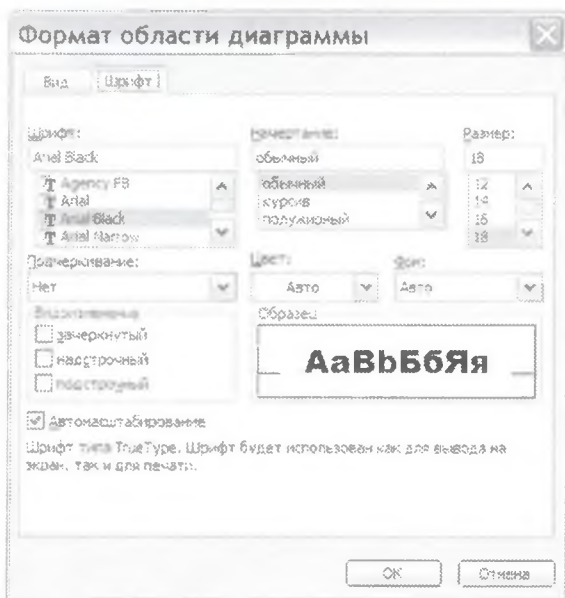 Формат области диаграммы
Вид Шрифт
Шрифт: Начертание: Размер:
Arial Black обычный 18
Agency FB обычный 12
Arial курсив 14
Arial Black полужирный 16
Arial Narrow 18
Подчеркивание: Цвет: Фон:
Нет Авто Авто
Видоизменение Образец
зачеркнутый
надстрочный АаBbБбЯя
подстрочный
Автомасштабирование
Шрифт типа TrueType. Шрифт будет использован как для вывода на
экран, так и для печати.
ОК Отмена